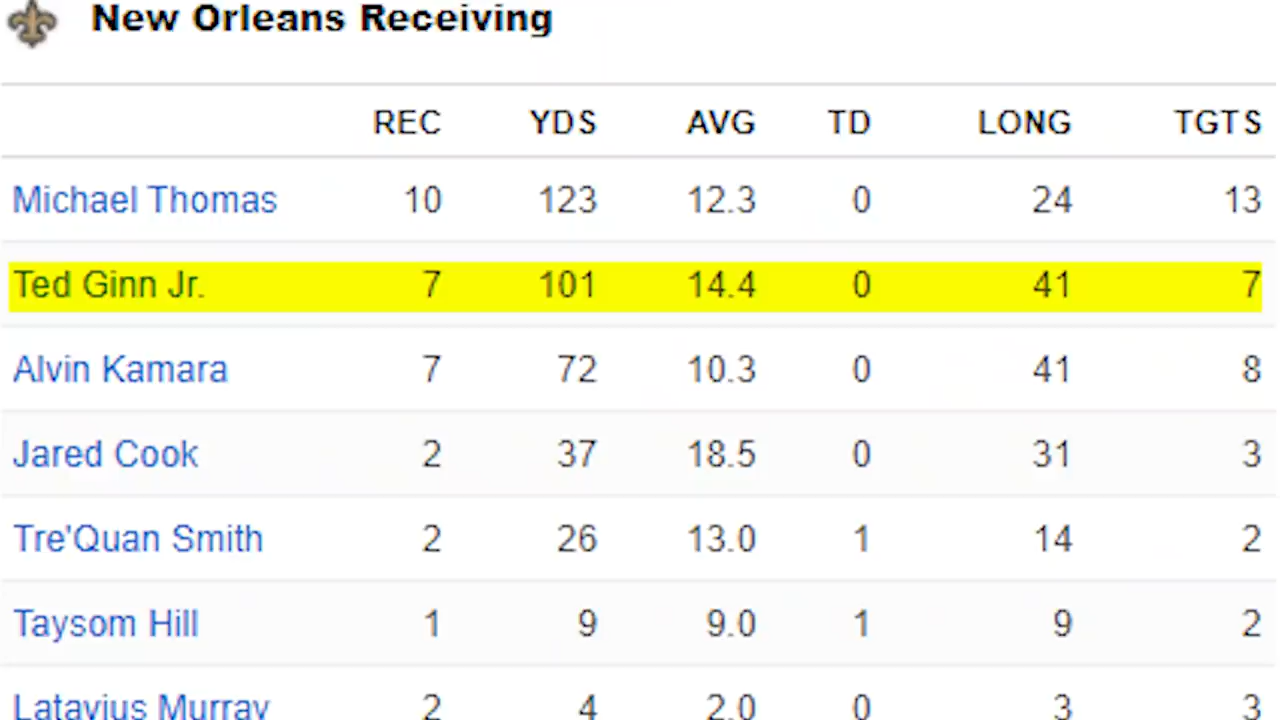 New Orleans Receiving
REC YDS AVG TD LONG TGTS
Michael Thomas 10 123 12.3 0 24 13
Ted Ginn Jr. 7 101 14.4 0 41 7
Alvin Kamara 7 72 10.3 0 41 8
Jared Cook 2 37 18.5 0 31 3
Tre'Quan Smith 2 26 13.0 1 14 2
Taysom Hill 1 9 9.0 1 9 2
Latavius Murray 2 4 2.0 0 3 3